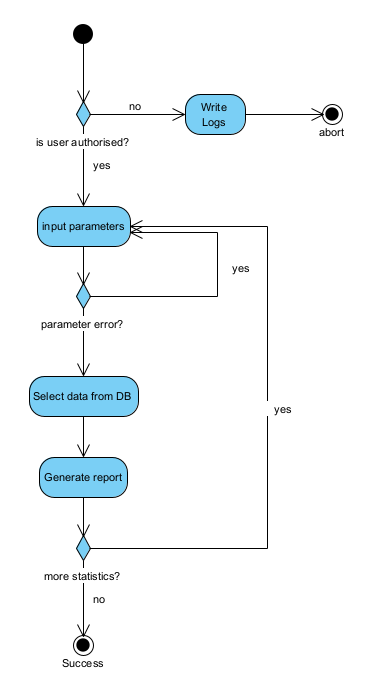 no
Write
Logs
abort
is user authorised?
yes
input parameters
yes
parameter error?
Select data from DB
yes
Generate report
more statistics?
no
Success